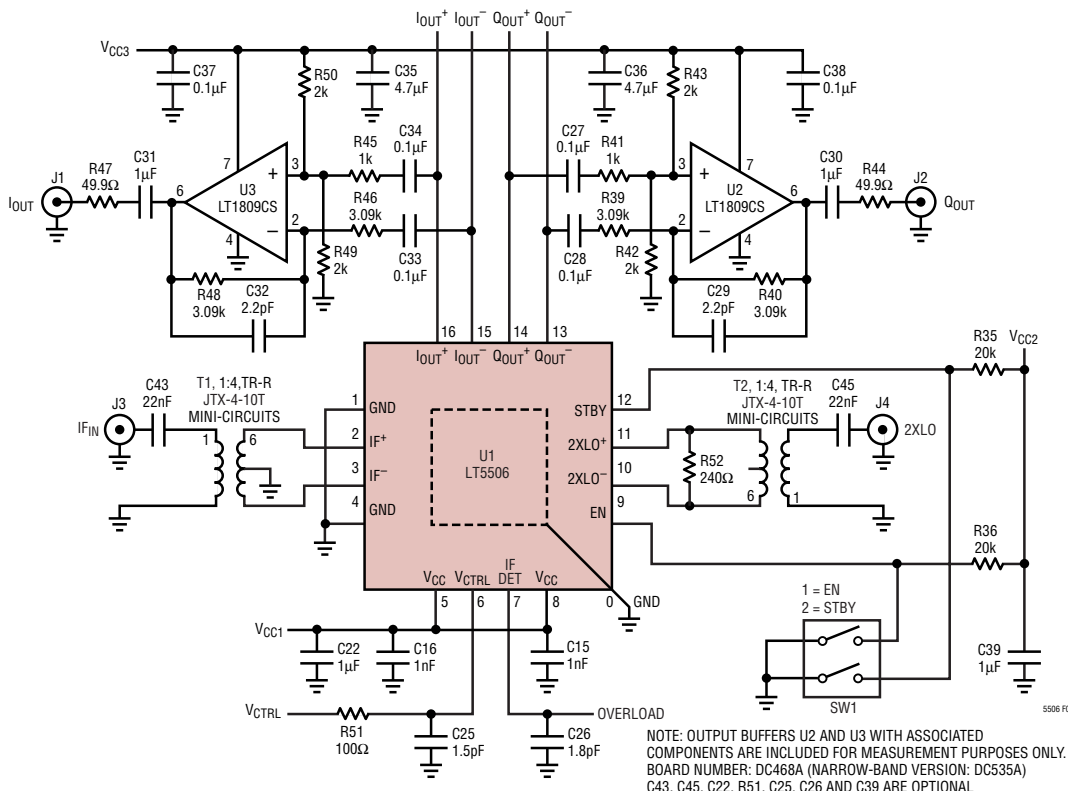 IOUT+ IOUT– QOUT+ QOUT–
VCC3
C37
0.1µF
R50
2k
C35
4.7µF
C36
4.7µF
R43
2k
C38
0.1µF
J1
IOUT
R47
49.9Ω
C31
1µF
6
7
3
+
U3
LT1809CS
4
–
2
R45
1k
C34
0.1µF
R46
3.09k
C33
0.1µF
R49
2k
R48
3.09k
C32
2.2pF
C27
0.1µF
R41
1k
R39
3.09k
C28
0.1µF
R42
2k
3
+
7
U2
LT1809CS
6
2
–
4
C30
1µF
R44
49.9Ω
J2
QOUT
C29
2.2pF
R40
3.09k
16 15 14 13
IOUT+ IOUT– QOUT+ QOUT–
J3
IFIN
C43
22nF
T1, 1:4,TR-R
JTX-4-10T
MINI-CIRCUITS
1 6
1
GND
2
IF+
3
IF–
4
GND
U1
LT5506
STBY
12
2XLO+
11
2XLO–
10
EN
9
T2, 1:4, TR-R
JTX-4-10T
MINI-CIRCUITS
R52
240Ω
6 1
C45
22nF
J4
2XLO
R35
20k
VCC2
R36
20k
VCC VCTRL IF
DET VCC
5 6 7 8 0 GND
VCC1
C22
1µF
C16
1nF
C15
1nF
VCTRL
R51
100Ω
C25
1.5pF
C26
1.8pF
OVERLOAD
1 = EN
2 = STBY
SW1
C39
1µF
NOTE: OUTPUT BUFFERS U2 AND U3 WITH ASSOCIATED
COMPONENTS ARE INCLUDED FOR MEASUREMENT PURPOSES ONLY.
BOARD NUMBER: DC468A (NARROW-BAND VERSION: DC535A)
C43, C45, C22, R51, C25, C26 AND C39 ARE OPTIONAL
5506